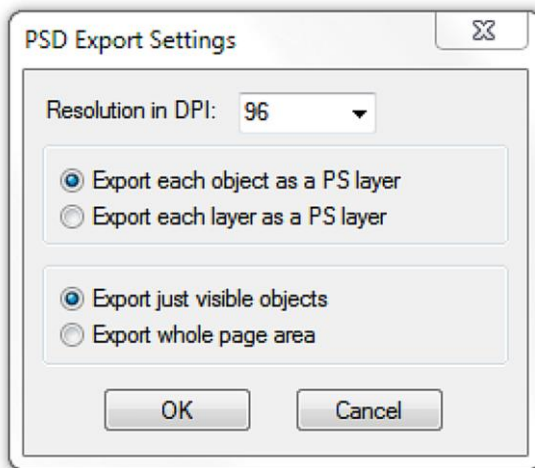 PSD Export Settings
Resolution in DPI: 96
Export each object as a PS layer
Export each layer as a PS layer
Export just visible objects
Export whole page area
OK Cancel